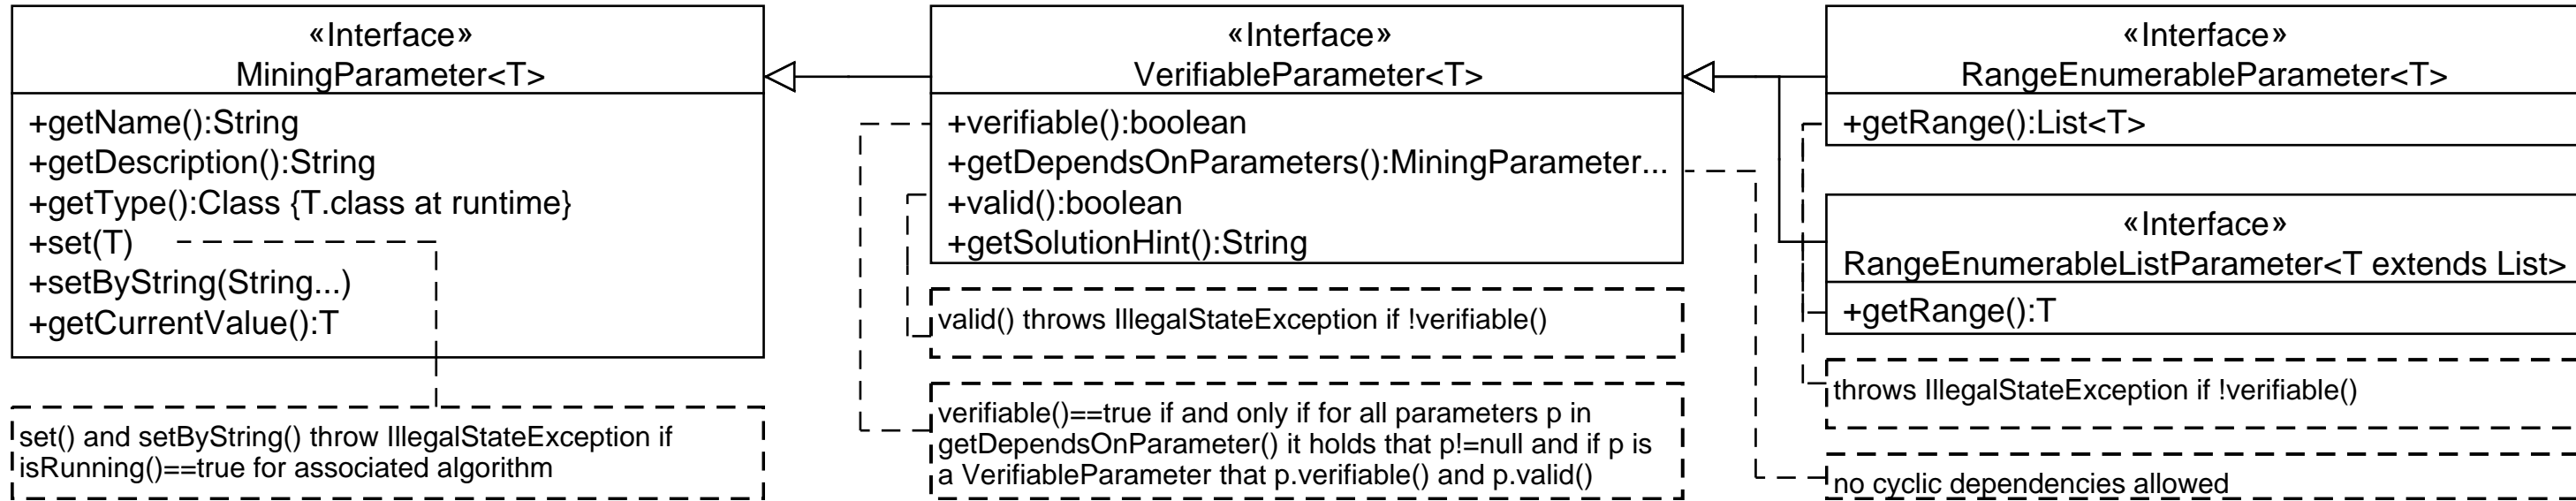 «Interface»
MiningParameter<T>
+getName():String
+getDescription():String
+getType():Class {T.class at runtime}
+set(T)
+setByString(String...)
+getCurrentValue():T
set() and setByString() throw IllegalStateException if
isRunning()==true for associated algorithm
«Interface»
VerifiableParameter<T>
+verifiable():boolean
+getDependsOnParameters():MiningParameter...
+valid():boolean
+getSolutionHint():String
valid() throws IllegalStateException if !verifiable()
verifiable()==true if and only if for all parameters p in
getDependsOnParameter() it holds that p!=null and if p is
a VerifiableParameter that p.verifiable() and p.valid()
«Interface»
RangeEnumerableParameter<T>
+getRange():List<T>
«Interface»
RangeEnumerableListParameter<T extends List>
+getRange():T
throws IllegalStateException if !verifiable()
no cyclic dependencies allowed